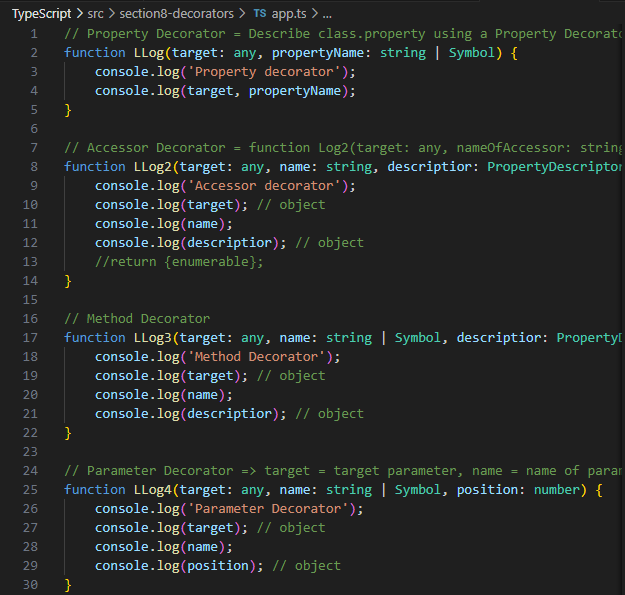 TypeScript > src > section8-decorators > TS app.ts > ...
1 // Property Decorator = Describe class.property using a Property Decorato
2 function LLog(target: any, propertyName: string | Symbol) {
3 console.log('Property decorator');
4 console.log(target, propertyName);
5 }
6
7 // Accessor Decorator = function Log2(target: any, nameOfAccessor: string
8 function LLog2(target: any, name: string, description: PropertyDescriptor
9 console.log('Accessor decorator');
10 console.log(target); // object
11 console.log(name);
12 console.log(descriptior); // object
13 //return {enumerable};
14 }
15
16 // Method Decorator
17 function LLog3(target: any, name: string | Symbol, descriptior: PropertyD
18 console.log('Method Decorator');
19 console.log(target); // object
20 console.log(name);
21 console.log(descriptior); // object
22 }
23
24 // Parameter Decorator => target = target parameter, name = name of param
25 function LLog4(target: any, name: string | Symbol, position: number) {
26 console.log('Parameter Decorator');
27 console.log(target); // object
28 console.log(name);
29 console.log(position); // object
30 }